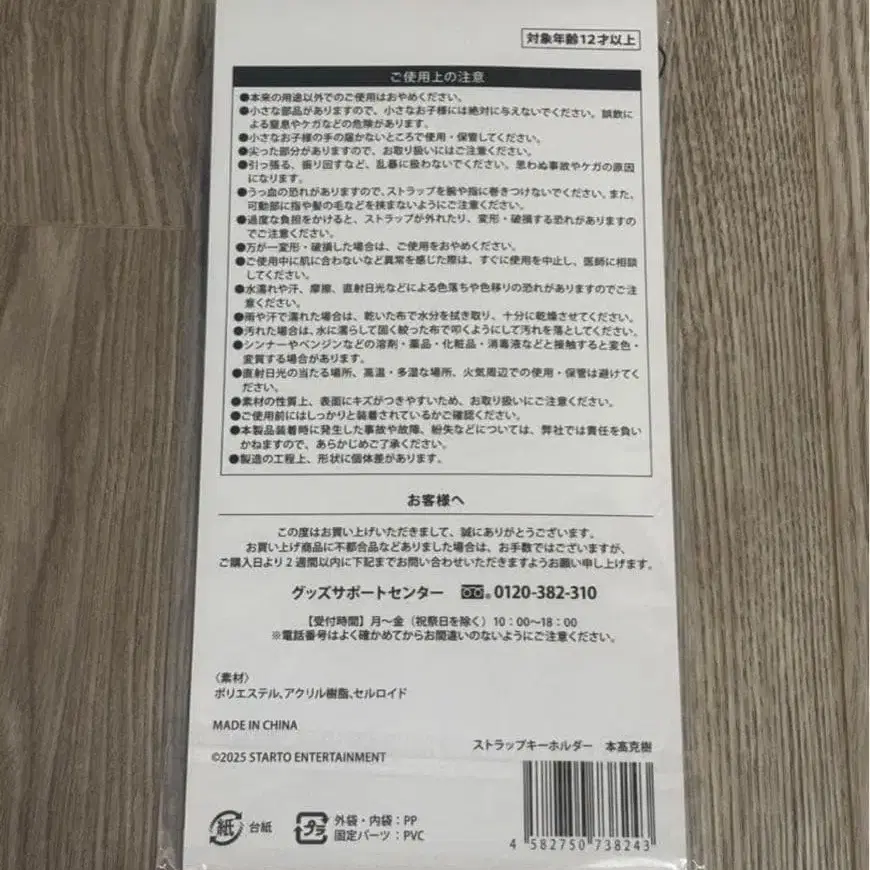 対象年齢12才以上
ご使用上の注意
●本来の用途以外でのご使用はおやめください。
●小さな部品がありますので、小さなお子様には絶対に与えないでください。誤飲に
よる窒息やケガなどの危険があります。
●小さなお子様の手の届かないところで使用・保管してください。
●尖った部分がありますので、お取り扱いにはご注意ください。
●引っ張る、振り回すなど、乱暴に扱わないでください。思わぬ事故やケガの原因
になります。
●うっ血の恐れがありますので、ストラップを腕や指に巻きつけないでください。また、
可動部に指や髪の毛などを挟まないようにご注意ください。
●過度な負担をかけると、ストラップが外れたり、変形・破損する恐れがありますの
でご注意ください。
●万が一変形・破損した場合は、ご使用をおやめください。
●ご使用中に肌に合わないなど異常を感じた際は、すぐに使用を中止し、医師に相談
してください。
●水濡れや汗、摩擦、直射日光などによる色落ちや色移りの恐れがありますのでご注
意ください。
●雨や汗で濡れた場合は、乾いた布で水分を拭き取り、十分に乾燥させてください。
●汚れた場合は、水に濡らして固く絞った布で叩くようにして汚れを落としてください。
●シンナーやベンジンなどの溶剤・薬品・化粧品・消毒液などと接触すると変色・
変質する場合があります。
●直射日光の当たる場所、高温・多湿な場所、火気周辺での使用・保管は避けてく
ださい。
●素材の性質上、表面にキズがつきやすいため、お取り扱いにご注意ください。
●ご使用前にはしっかりと装着されているかご確認ください。
●本製品装着時に発生した事故や故障、紛失などについては、弊社では責任を負い
かねますので、あらかじめご了承ください。
●製造の工程上、形状に個体差があります。
お客様へ
この度はお買い上げいただきまして、誠にありがとうございます。
お買い上げ商品に不都合品などありました場合は、お手数ではございますが、
ご購入日より2週間以内に下記までお問い合わせいただきますようお願い申し上げます。
グッズサポートセンター 0120-382-310
【受付時間】月〜金（祝祭日を除く）10：00〜18：00
※電話番号はよく確かめてからお間違いのないようにご注意ください。
〈素材〉
ポリエステル、アクリル樹脂、セルロイド
MADE IN CHINA
©2025 STARTO ENTERTAINMENT
ストラップキーホルダー 本髙克樹
紙 台紙
プラ 外袋・内袋：PP
固定パーツ：PVC
4 582750 738243